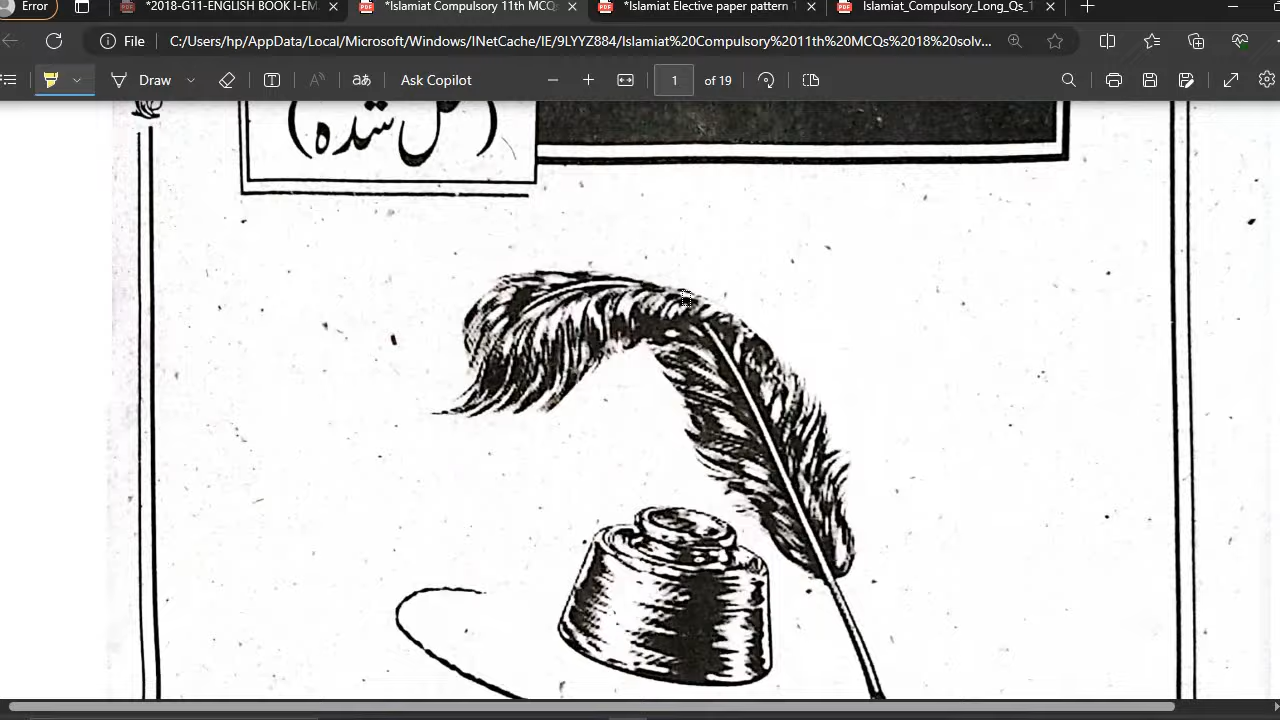 Error
*2018-G11-ENGLISH BOOK I-EM
*Islamiat Compulsory 11th MCQ
*Islamiat Elective paper pattern 1
Islamiat_Compulsory_Long_Qs_1
File
C:/Users/hp/AppData/Local/Microsoft/Windows/INetCache/IE/9LYYZ884/Islamiat%20Compulsory%2011th%20MCQs%2018%20solv...
Draw
Ask Copilot
1 of 19
شدہ)